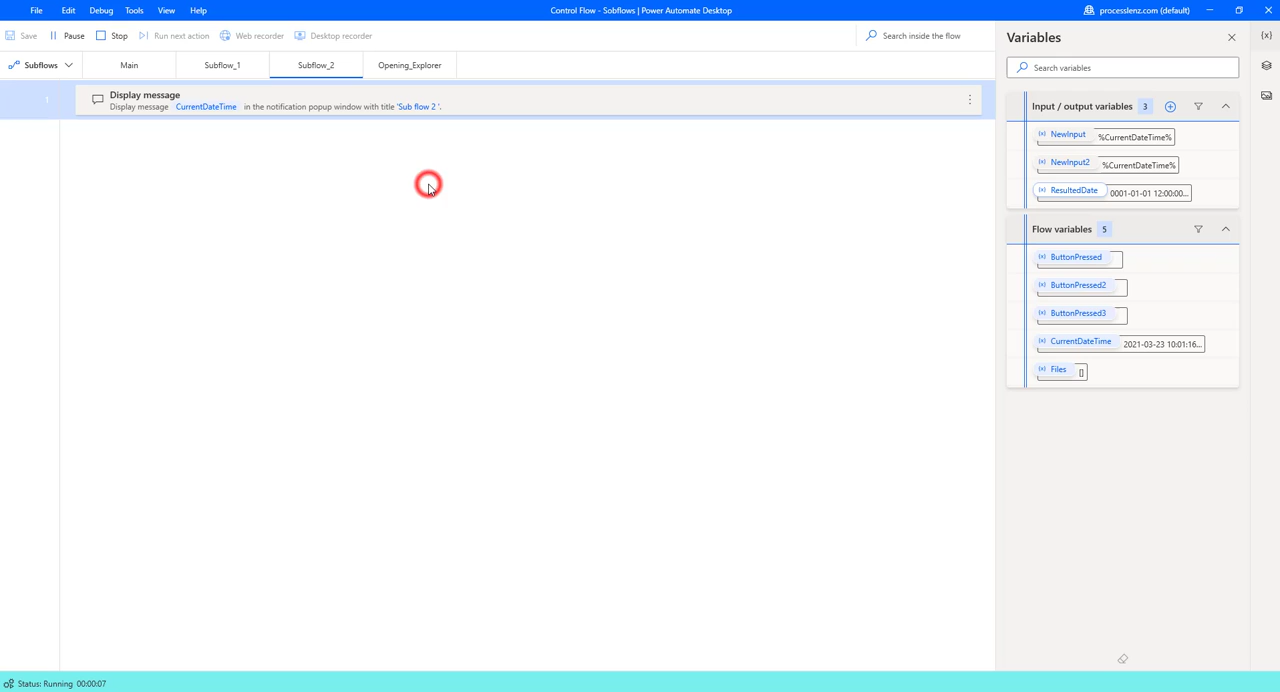 File Edit Debug Tools View Help Control Flow - Subflows | Power Automate Desktop processlenz.com (default)
Save Pause Stop Run next action Web recorder Desktop recorder Search inside the flow
Subflows Main Subflow_1 Subflow_2 Opening_Explorer
1 Display message
Display message CurrentDateTime in the notification popup window with title 'Sub flow 2 '.
Variables
Search variables
Input / output variables 3
NewInput %CurrentDateTime%
NewInput2 %CurrentDateTime%
ResultedDate 0001-01-01 12:00:00...
Flow variables 5
ButtonPressed
ButtonPressed2
ButtonPressed3
CurrentDateTime 2021-03-23 10:01:16...
Files []
{x}
Status: Running 00:00:07